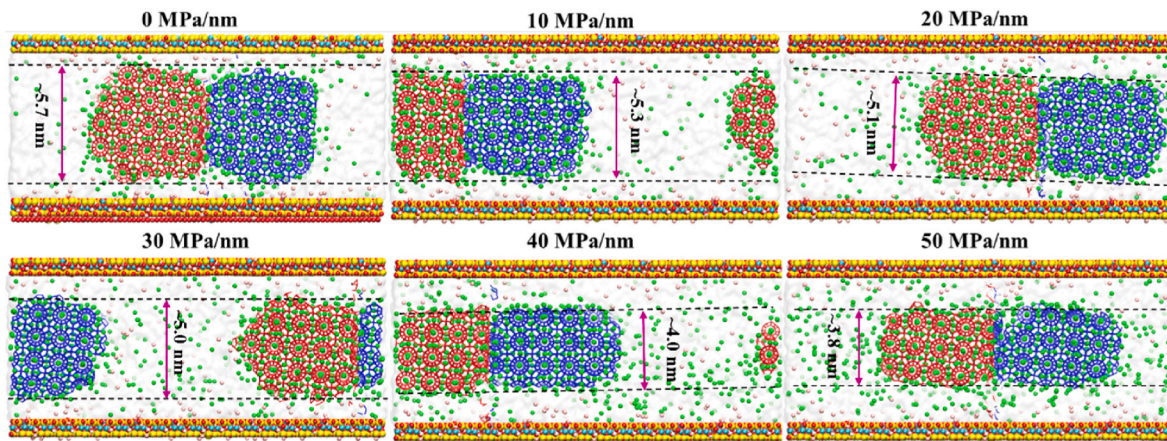 0 MPa/nm
10 MPa/nm
20 MPa/nm
~5.7 nm
~5.3 nm
~5.1 nm
30 MPa/nm
40 MPa/nm
50 MPa/nm
~5.0 nm
~4.0 nm
~3.8 nm